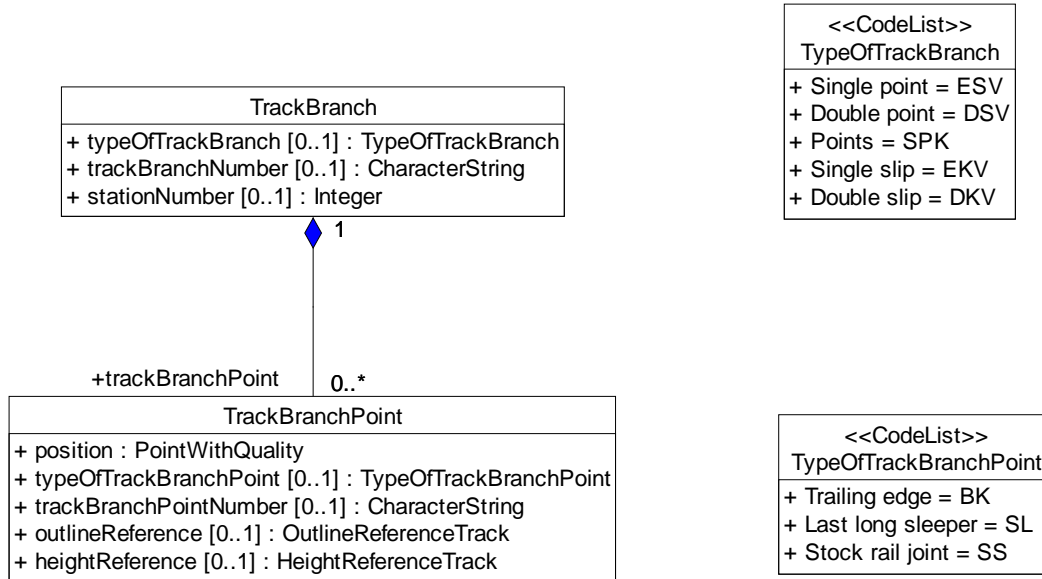 TrackBranch
+ typeOfTrackBranch [0..1] : TypeOfTrackBranch
+ trackBranchNumber [0..1] : CharacterString
+ stationNumber [0..1] : Integer
1
+trackBranchPoint
0..*
TrackBranchPoint
+ position : PointWithQuality
+ typeOfTrackBranchPoint [0..1] : TypeOfTrackBranchPoint
+ trackBranchPointNumber [0..1] : CharacterString
+ outlineReference [0..1] : OutlineReferenceTrack
+ heightReference [0..1] : HeightReferenceTrack
<<CodeList>>
TypeOfTrackBranch
+ Single point = ESV
+ Double point = DSV
+ Points = SPK
+ Single slip = EKV
+ Double slip = DKV
<<CodeList>>
TypeOfTrackBranchPoint
+ Trailing edge = BK
+ Last long sleeper = SL
+ Stock rail joint = SS